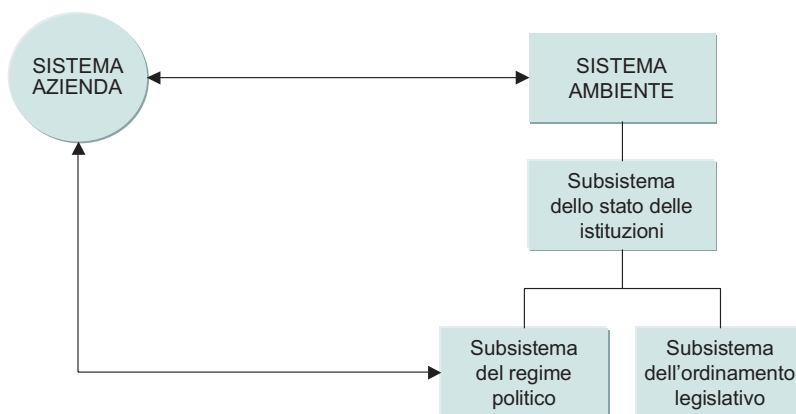 SISTEMA
AZIENDA
SISTEMA
AMBIENTE
Subsistema
dello stato delle
istituzioni
Subsistema
del regime
politico
Subsistema
dell’ordinamento
legislativo